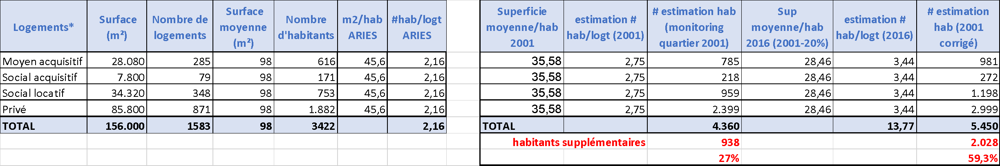 Logements* Surface (m²) Nombre de logements Surface moyenne (m²) Nombre d'habitants m2/hab ARIES #hab/logt ARIES Superficie moyenne/hab 2001 estimation # hab/logt (2001) # estimation hab (monitoring quartier 2001) Sup moyenne/hab 2016 (2001-20%) estimation # hab/logt (2016) # estimation hab (2001 corrigé)
Moyen acquisitif 28.080 285 98 616 45,6 2,16 35,58 2,75 785 28,46 3,44 981
Social acquisitif 7.800 79 98 171 45,6 2,16 35,58 2,75 218 28,46 3,44 272
Social locatif 34.320 348 98 753 45,6 2,16 35,58 2,75 959 28,46 3,44 1.198
Privé 85.800 871 98 1.882 45,6 2,16 35,58 2,75 2.399 28,46 3,44 2.999
TOTAL 156.000 1583 98 3422 2,16 TOTAL 4.360 13,77 5.450
habitants supplémentaires 938 2.028
27% 59,3%